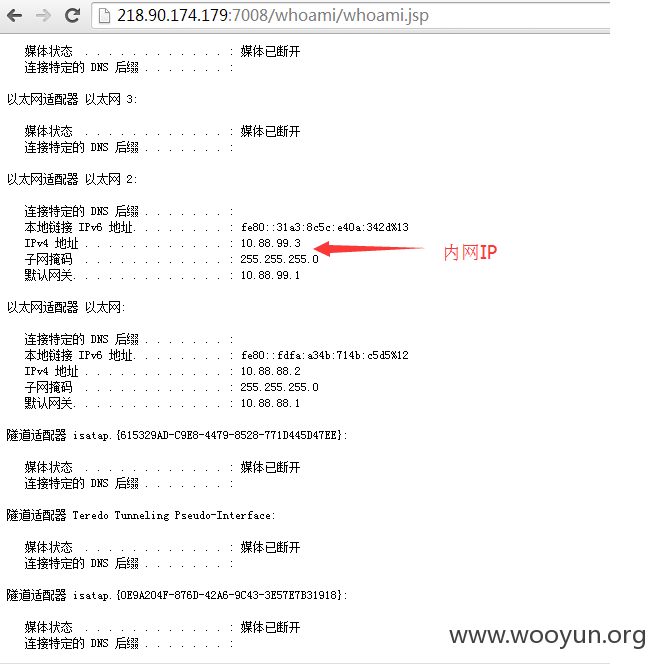 218.90.174.179:7008/whoami/whoami.jsp
媒体状态 . . . . . . . . . . . . : 媒体已断开
连接特定的 DNS 后缀 . . . . . . . :
以太网适配器 以太网 3:
媒体状态 . . . . . . . . . . . . : 媒体已断开
连接特定的 DNS 后缀 . . . . . . . :
以太网适配器 以太网 2:
连接特定的 DNS 后缀 . . . . . . . :
本地链接 IPv6 地址. . . . . . . . : fe80::31a3:8c5c:e40a:342d%13
IPv4 地址 . . . . . . . . . . . . : 10.88.99.3
子网掩码 . . . . . . . . . . . . : 255.255.255.0
默认网关. . . . . . . . . . . . . : 10.88.99.1
内网IP
以太网适配器 以太网:
连接特定的 DNS 后缀 . . . . . . . :
本地链接 IPv6 地址. . . . . . . . : fe80::fdfa:a34b:714b:c5d5%12
IPv4 地址 . . . . . . . . . . . . : 10.88.88.2
子网掩码 . . . . . . . . . . . . : 255.255.255.0
默认网关. . . . . . . . . . . . . : 10.88.88.1
隧道适配器 isatap.{615329AD-C9E8-4479-8528-771D445D47EE}:
媒体状态 . . . . . . . . . . . . : 媒体已断开
连接特定的 DNS 后缀 . . . . . . . :
隧道适配器 Teredo Tunneling Pseudo-Interface:
媒体状态 . . . . . . . . . . . . : 媒体已断开
连接特定的 DNS 后缀 . . . . . . . :
隧道适配器 isatap.{0E9A204F-876D-42A6-9C43-3E57E7B31918}:
媒体状态 . . . . . . . . . . . . : 媒体已断开
连接特定的 DNS 后缀 . . . . . . . :
www.wooyun.org